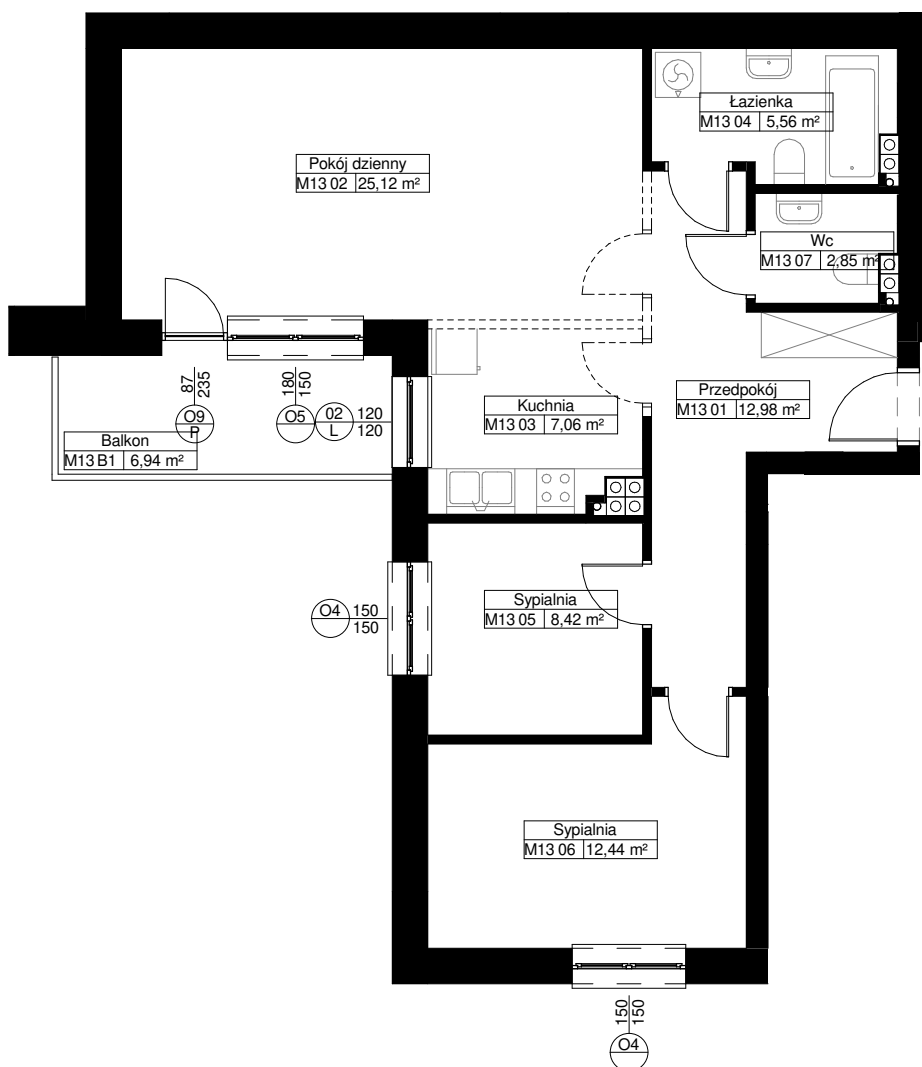 Łazienka
M13 04 5,56 m²
Pokój dzienny
M13 02 25,12 m²
Wc
M13 07 2,85 m²
Przedpokój
M13 01 12,98 m²
87
235
O9
P
180
150
O5
02
L
120
120
Kuchnia
M13 03 7,06 m²
Balkon
M13 B1 6,94 m²
O4
150
150
Sypialnia
M13 05 8,42 m²
Sypialnia
M13 06 12,44 m²
150
150
O4